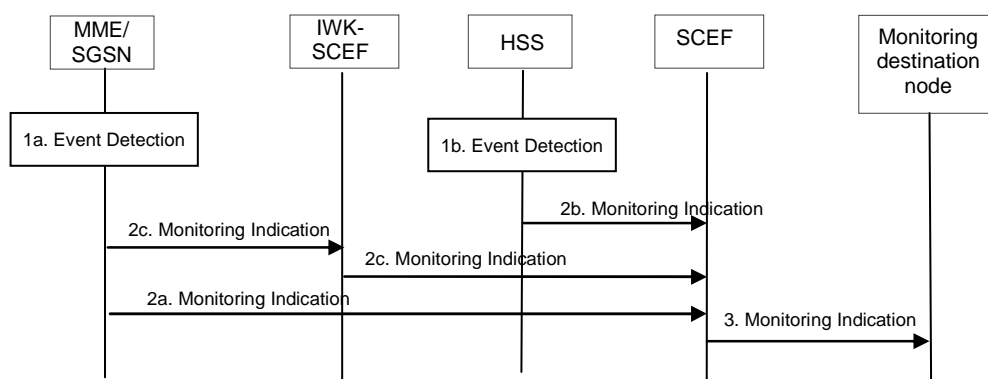 MME/
SGSN
IWK-
SCEF
HSS
SCEF
Monitoring
destination
node
1a. Event Detection
1b. Event Detection
2b. Monitoring Indication
2c. Monitoring Indication
2c. Monitoring Indication
2a. Monitoring Indication
3. Monitoring Indication